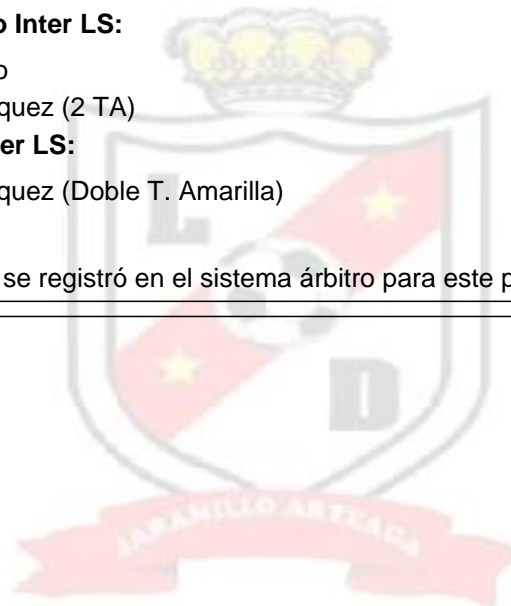 o Inter LS:
o
quez (2 TA)
er LS:
quez (Doble T. Amarilla)
L
se registró en el sistema árbitro para este p
D
JARAMILLO ARTEAGA